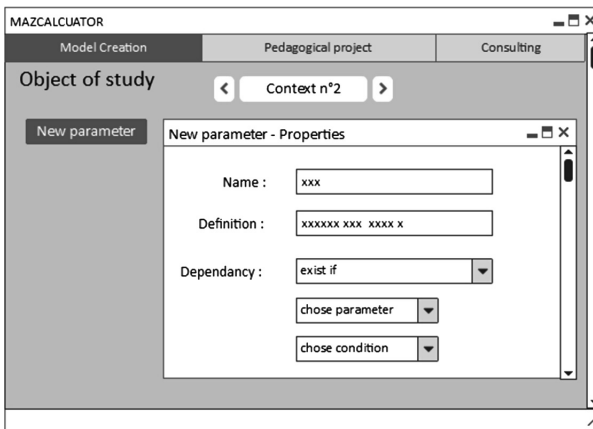 MAZCALCUATOR
Model Creation Pedagogical project Consulting
Object of study
Context n°2
New parameter
New parameter - Properties
Name : xxx
Definition : xxxxxx xxx xxxx x
Dependancy : exist if
chose parameter
chose condition